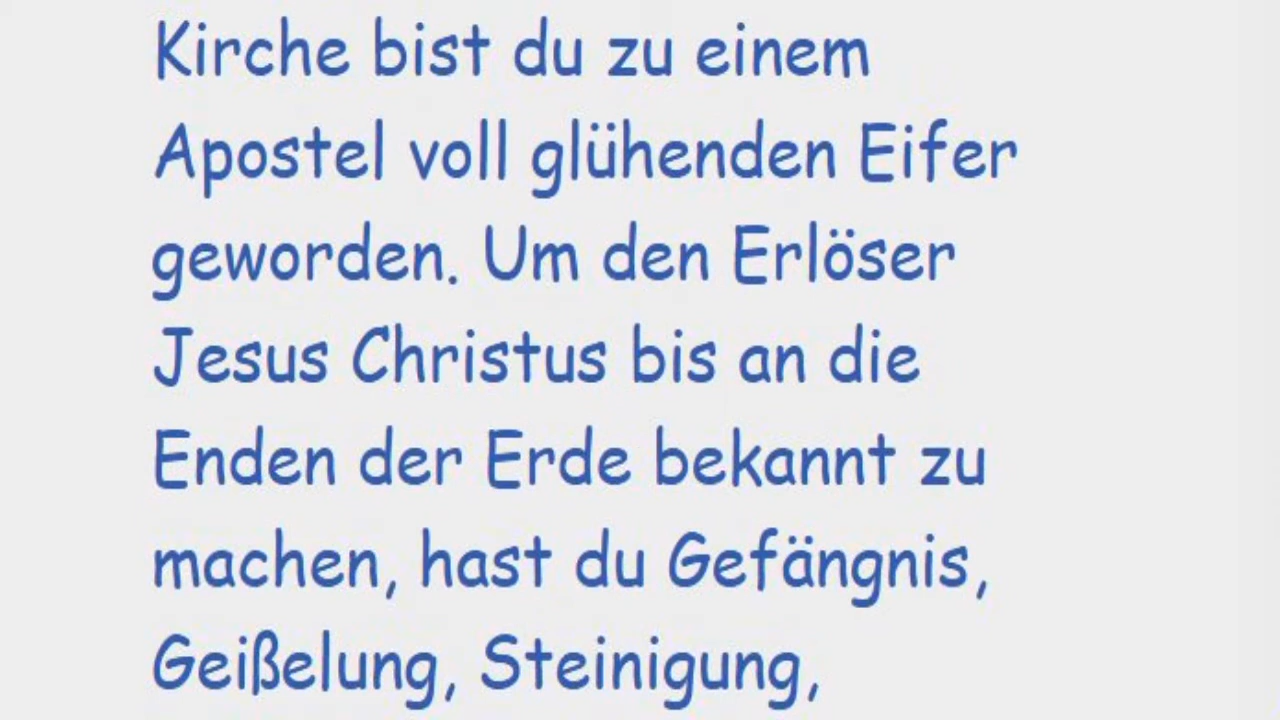 Kirche bist du zu einem
Apostel voll glühenden Eifer
geworden. Um den Erlöser
Jesus Christus bis an die
Enden der Erde bekannt zu
machen, hast du Gefängnis,
Geißelung, Steinigung,